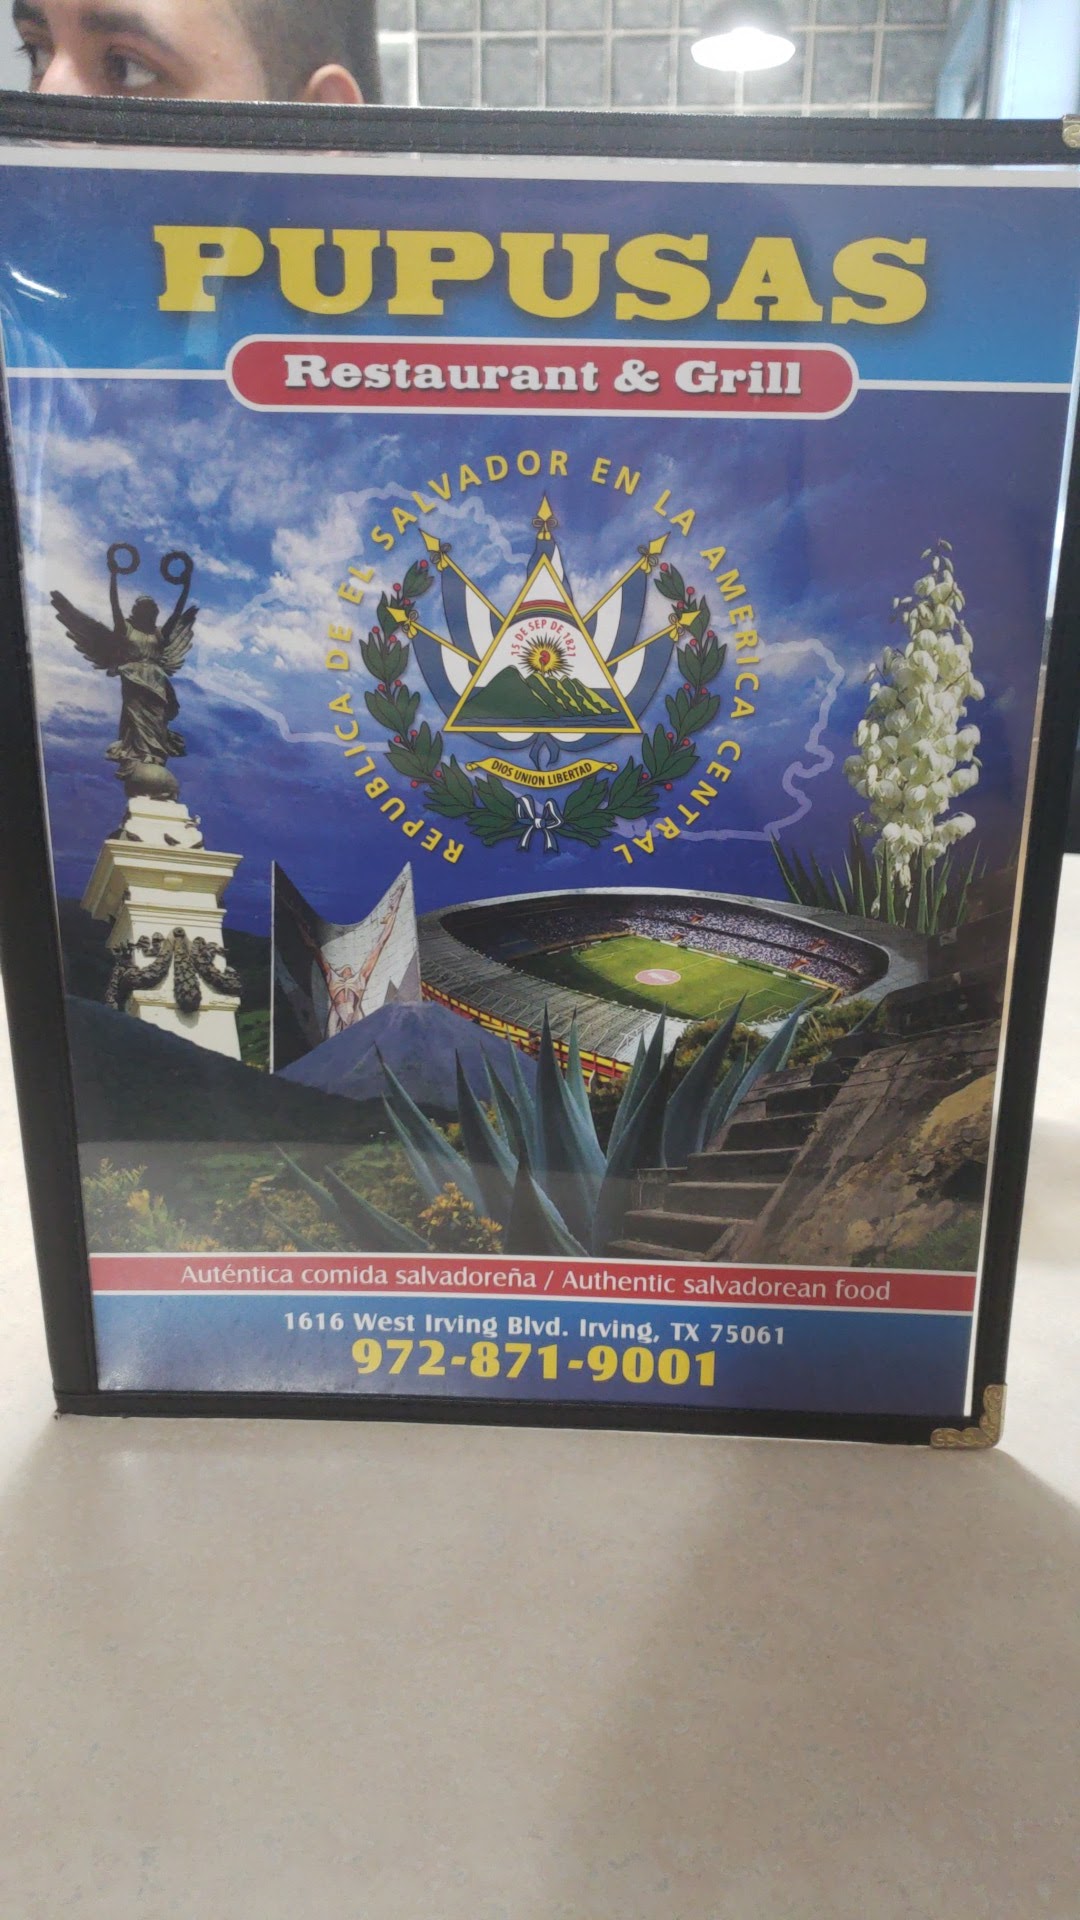 PUPUSAS
Restaurant & Grill
REPUBLICA DE EL SALVADOR EN LA AMERICA CENTRAL
15 DE SEP DE 1821
DIOS UNION LIBERTAD
Auténtica comida salvadoreña / Authentic salvadorean food
1616 West Irving Blvd. Irving, TX 75061
972-871-9001